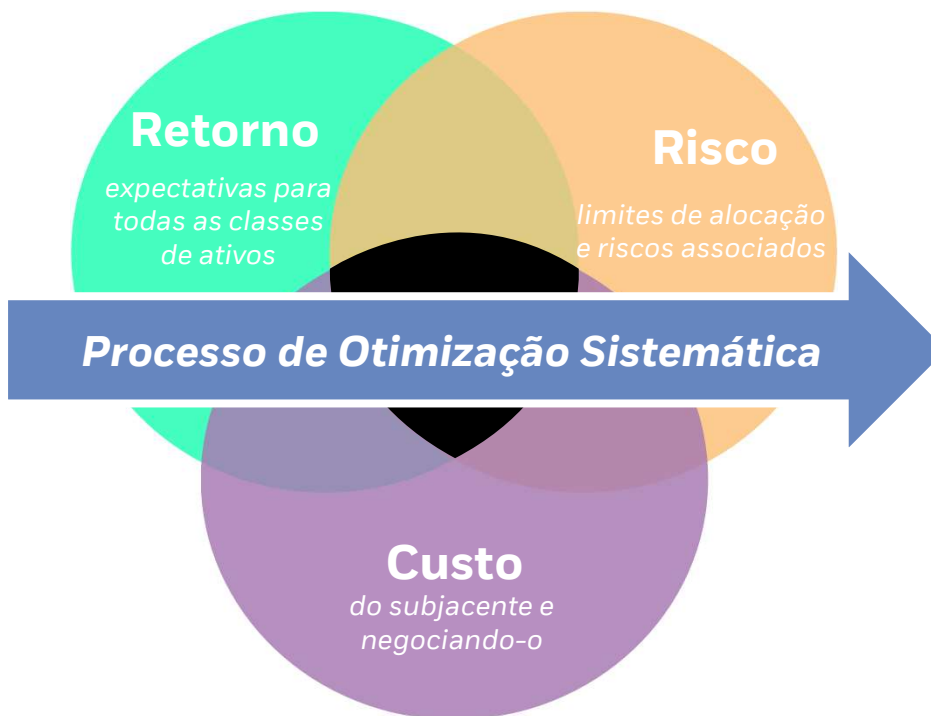 Retorno
expectativas para
todas as classes
de ativos
Risco
limites de alocação
e riscos associados
Processo de Otimização Sistemática
Custo
do subjacente e
negociando-o